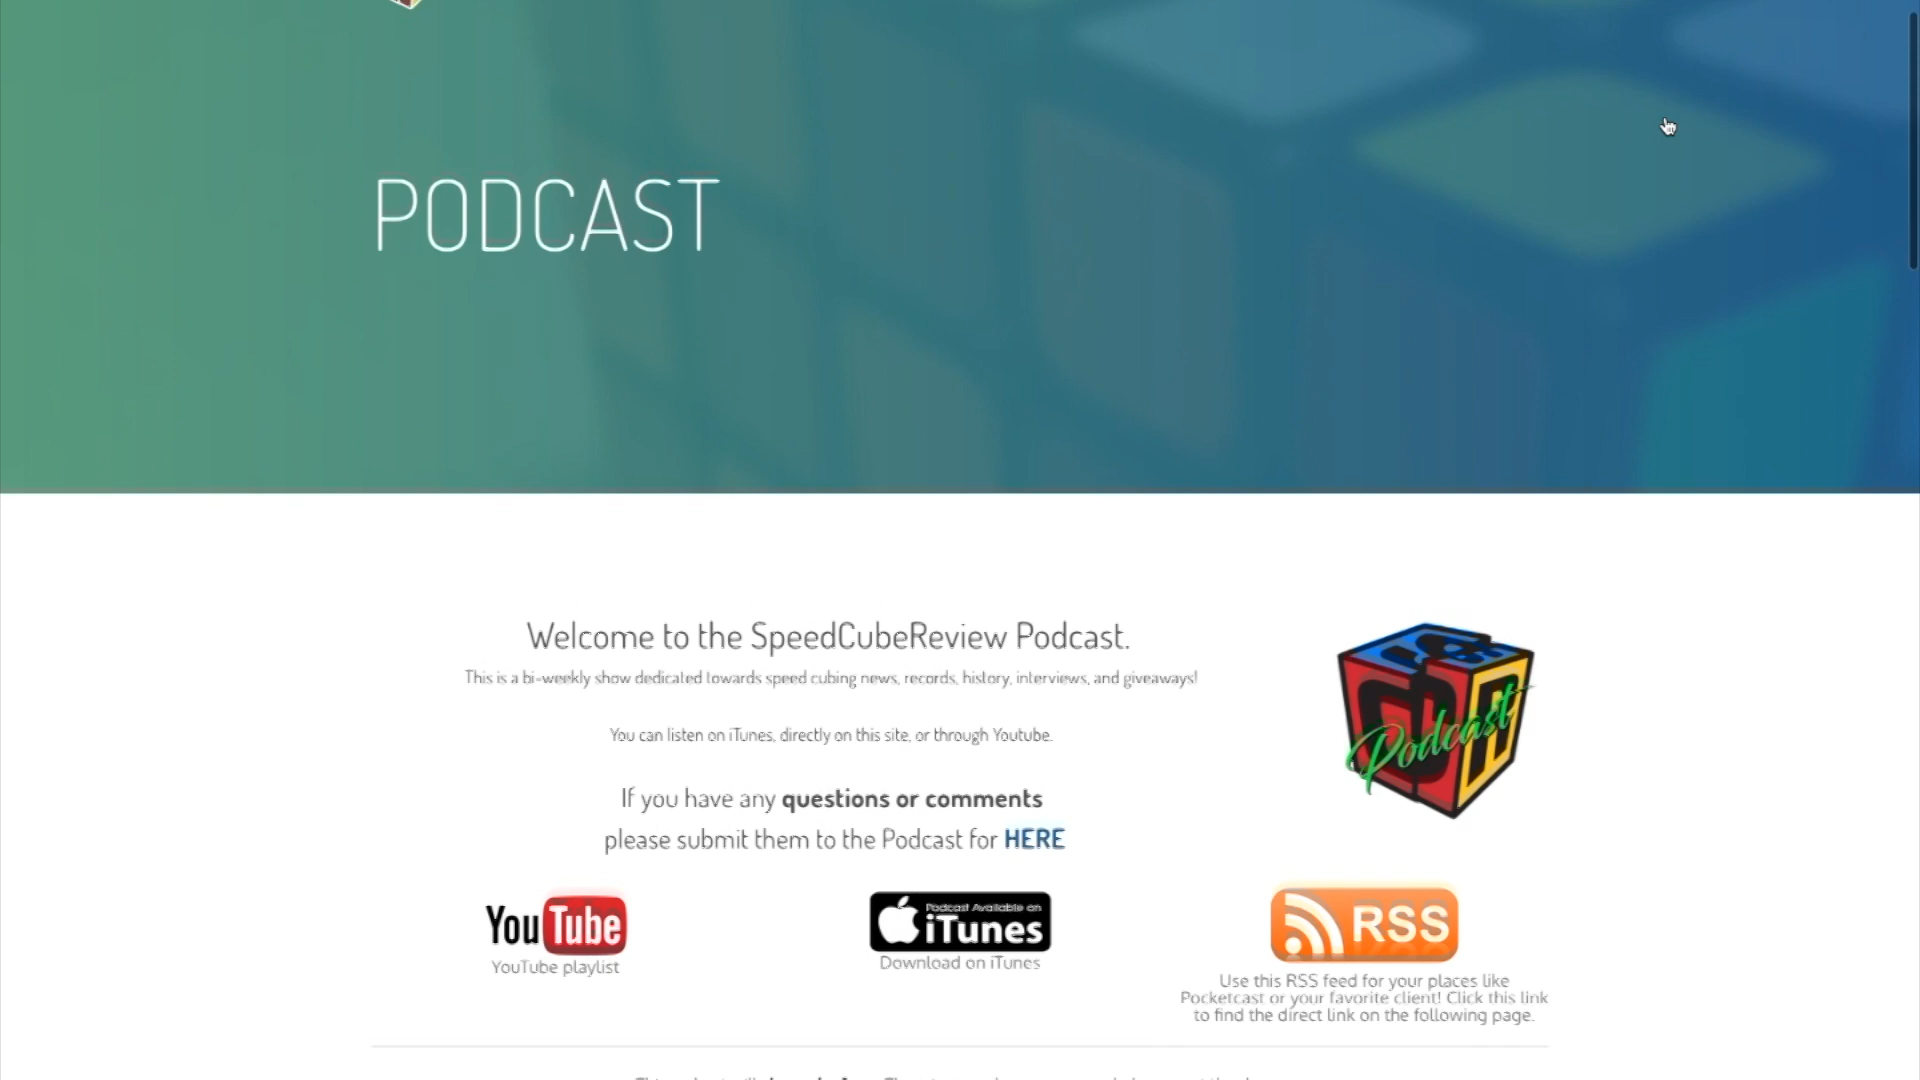 PODCAST
Welcome to the SpeedCubeReview Podcast.
This is a bi-weekly show dedicated towards speed cubing news, records, history, interviews, and giveaways!
You can listen on iTunes, directly on this site, or through Youtube.
Podcast
If you have any questions or comments
please submit them to the Podcast for HERE
YouTube
YouTube playlist
Podcast Available on
iTunes
Download on iTunes
RSS
Use this RSS feed for your places like
Pocketcast or your favorite client! Click this link
to find the direct link on the following page.